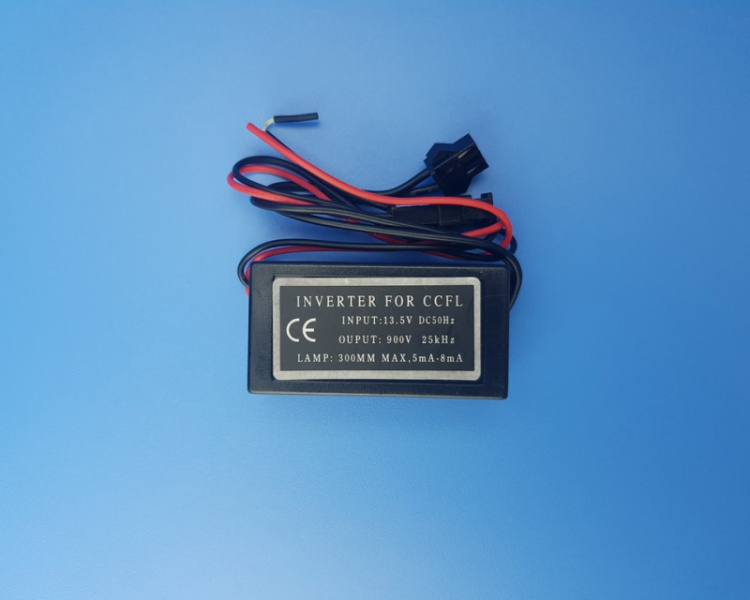 INVERTER FOR CCFL
CE INPUT:13.5V DC50Hz
OUPUT: 900V 25kHz
LAMP: 300MM MAX,5mA-8mA